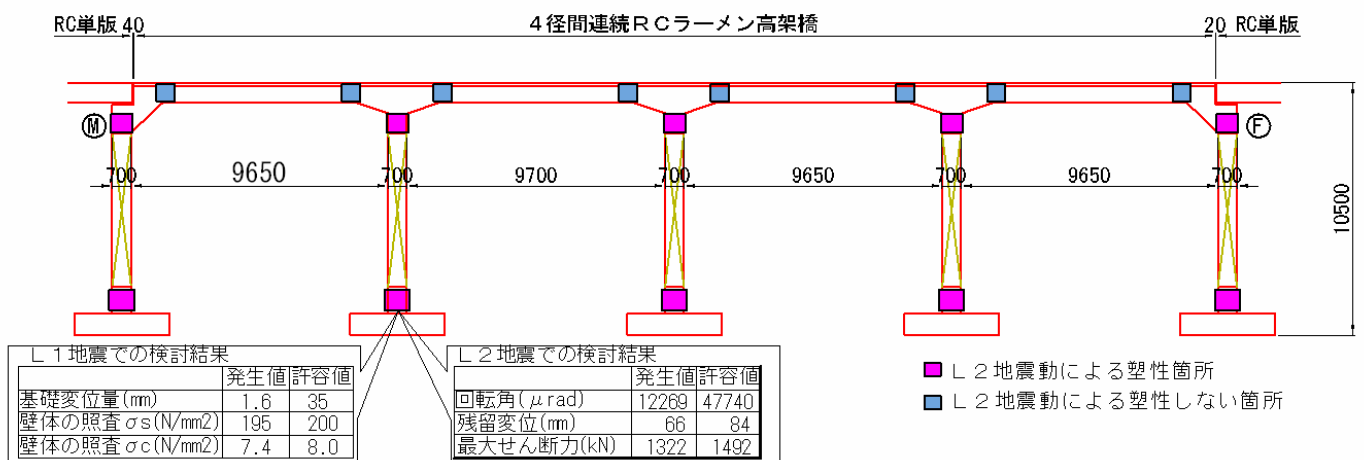 RC単版 40 4径間連続RCラーメン高架橋 20 RC単版
M F
700 9650 700 9700 700 9650 700 9650 700
10500
L1地震での検討結果
発生値 許容値
基礎変位量(mm) 1.6 35
壁体の照査σs(N/mm2) 195 200
壁体の照査σc(N/mm2) 7.4 8.0
L2地震での検討結果
発生値 許容値
回転角(μrad) 12269 47740
残留変位(mm) 66 84
最大せん断力(kN) 1322 1492
L2地震動による塑性箇所
L2地震動による塑性しない箇所